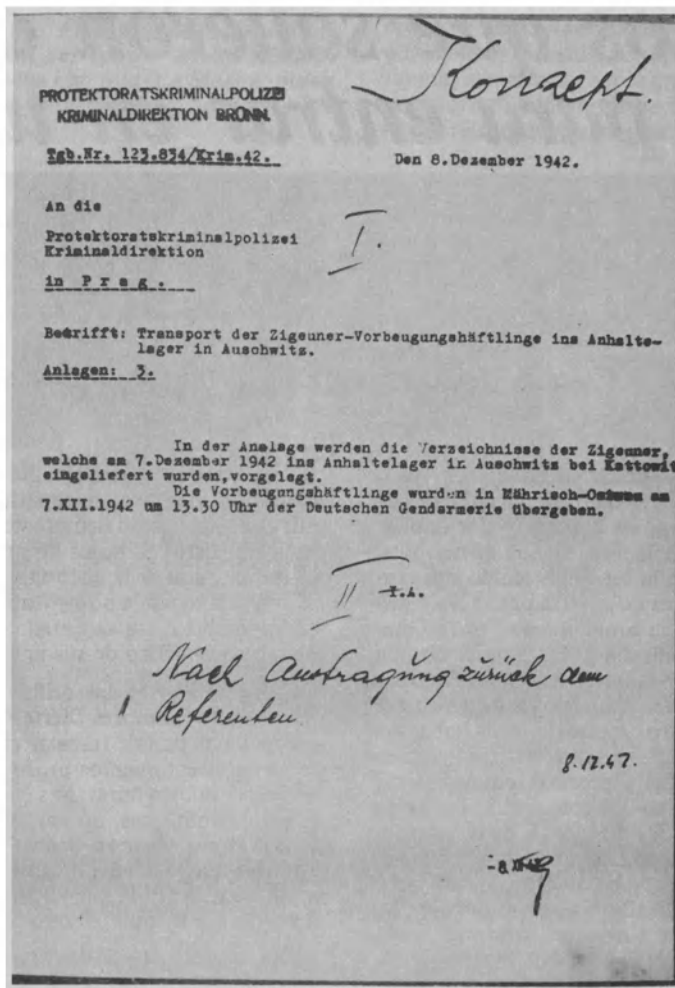 Konzept.
PROTEKTORATSKRIMINALPOLIZEI
KRIMINALDIREKTION BRÜNN.
Tgb.Nr. 123.834/Krim.42.
Den 8.Dezember 1942.
An die
Protektoratskriminalpolizei
Kriminaldirektion
in Prag.
I.
Betrifft: Transport der Zigeuner-Vorbeugungshäftlinge ins Anhalte-
lager in Auschwitz.
Anlagen: 3.
In der Anlage werden die Verzeichnisse der Zigeuner,
welche am 7.Dezember 1942 ins Anhaltelager in Auschwitz bei Kattowit
eingeliefert wurden,vorgelegt.
Die Vorbeugungshäftlinge wurden in Mährisch-Ostrau am
7.XII.1942 um 13.30 Uhr der Deutschen Gendarmerie übergeben.
II
Nach Austragung zurück dem
Referenten
8.12.42.